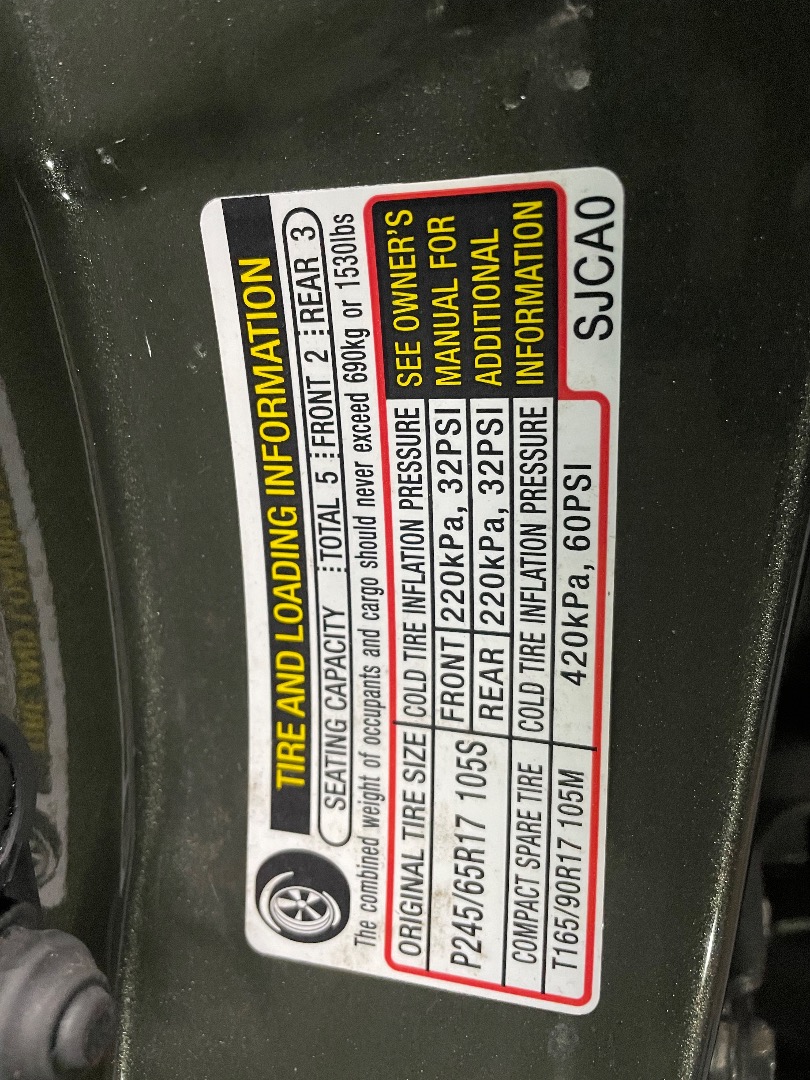 TIRE AND LOADING INFORMATION
SEATING CAPACITY TOTAL 5 FRONT 2 REAR 3
The combined weight of occupants and cargo should never exceed 690kg or 1530lbs
ORIGINAL TIRE SIZE COLD TIRE INFLATION PRESSURE
P245/65R17 105S
FRONT 220kPa, 32PSI
REAR 220kPa, 32PSI
COMPACT SPARE TIRE COLD TIRE INFLATION PRESSURE
T165/90R17 105M 420kPa, 60PSI
SEE OWNER'S
MANUAL FOR
ADDITIONAL
INFORMATION
SJCA0